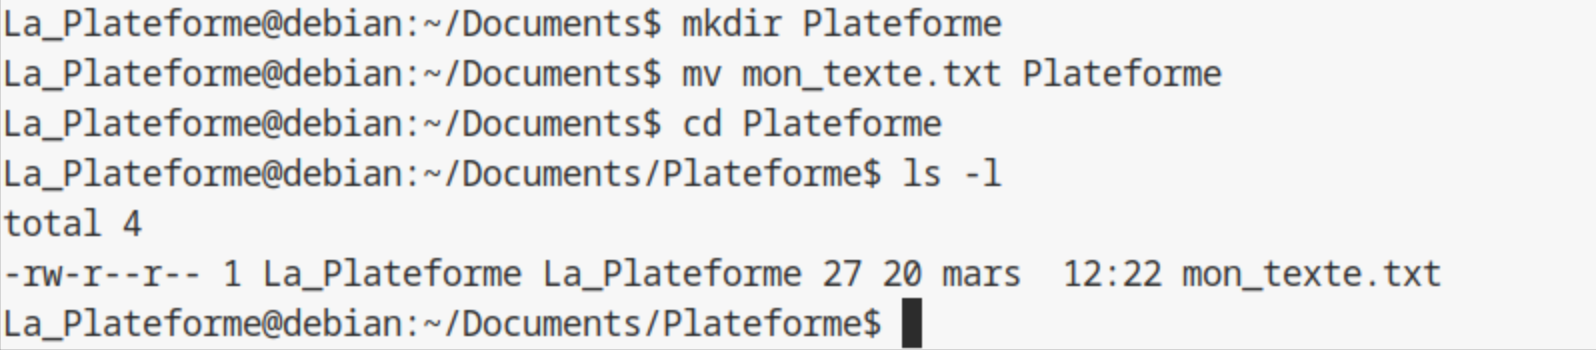 La_Plateforme@debian:~/Documents$ mkdir Plateforme
La_Plateforme@debian:~/Documents$ mv mon_texte.txt Plateforme
La_Plateforme@debian:~/Documents$ cd Plateforme
La_Plateforme@debian:~/Documents/Plateforme$ ls -l
total 4
-rw-r--r-- 1 La_Plateforme La_Plateforme 27 20 mars  12:22 mon_texte.txt
La_Plateforme@debian:~/Documents/Plateforme$